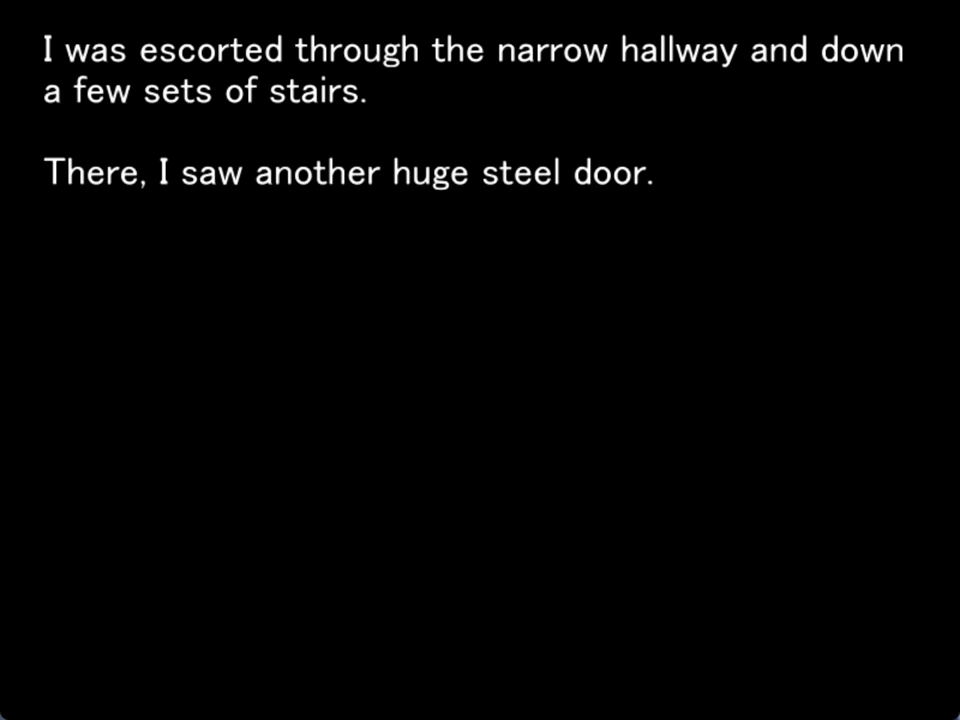 I was escorted through the narrow hallway and down
a few sets of stairs.
There, I saw another huge steel door.